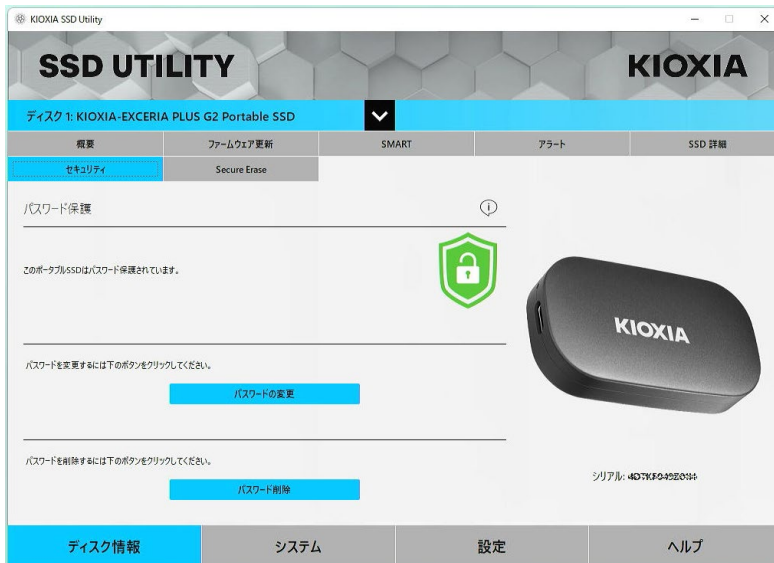 KIOXIA SSD Utility
SSD UTILITY
KIOXIA
ディスク 1: KIOXIA-EXCERIA PLUS G2 Portable SSD
概要
ファームウェア更新
SMART
アラート
SSD 詳細
セキュリティ
Secure Erase
パスワード保護
このポータブルSSDはパスワード保護されています。
KIOXIA
パスワードを変更するには下のボタンをクリックしてください。
パスワードの変更
パスワードを削除するには下のボタンをクリックしてください。
シリアル:
パスワード削除
ディスク情報
システム
設定
ヘルプ